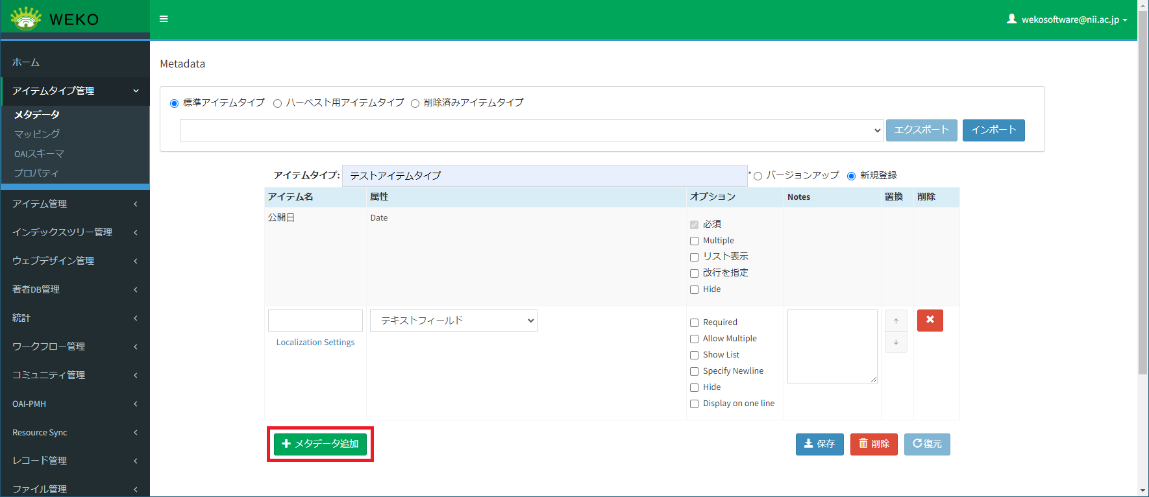 WEKO
wekosoftware@nii.ac.jp
ホーム
アイテムタイプ管理
メタデータ
マッピング
OAIスキーマ
プロパティ
アイテム管理
インデックスツリー管理
ウェブデザイン管理
著者DB管理
統計
ワークフロー管理
コミュニティ管理
OAI-PMH
Resource Sync
レコード管理
ファイル管理
Metadata
標準アイテムタイプ ハーベスト用アイテムタイプ 削除済みアイテムタイプ
エクスポート インポート
アイテムタイプ: テストアイテムタイプ * バージョンアップ 新規登録
アイテム名 属性 オプション Notes 置換 削除
公開日 Date
必須
Multiple
リスト表示
改行を指定
Hide
テキストフィールド
Localization Settings
Required
Allow Multiple
Show List
Specify Newline
Hide
Display on one line
メタデータ追加 保存 削除 復元